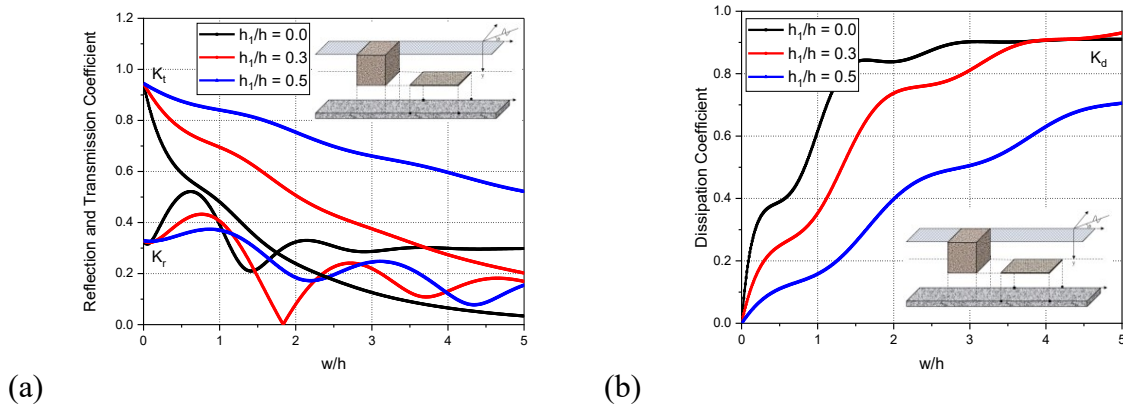 1.2
1.0
0.8
0.6
0.4
0.2
0.0
Reflection and Transmission Coefficient
h1/h = 0.0
h1/h = 0.3
h1/h = 0.5
Kt
Kr
0 1 2 3 4 5
w/h
(a)
1.0
0.8
0.6
0.4
0.2
0.0
Dissipation Coefficient
h1/h = 0.0
h1/h = 0.3
h1/h = 0.5
Kd
0 1 2 3 4 5
w/h
(b)